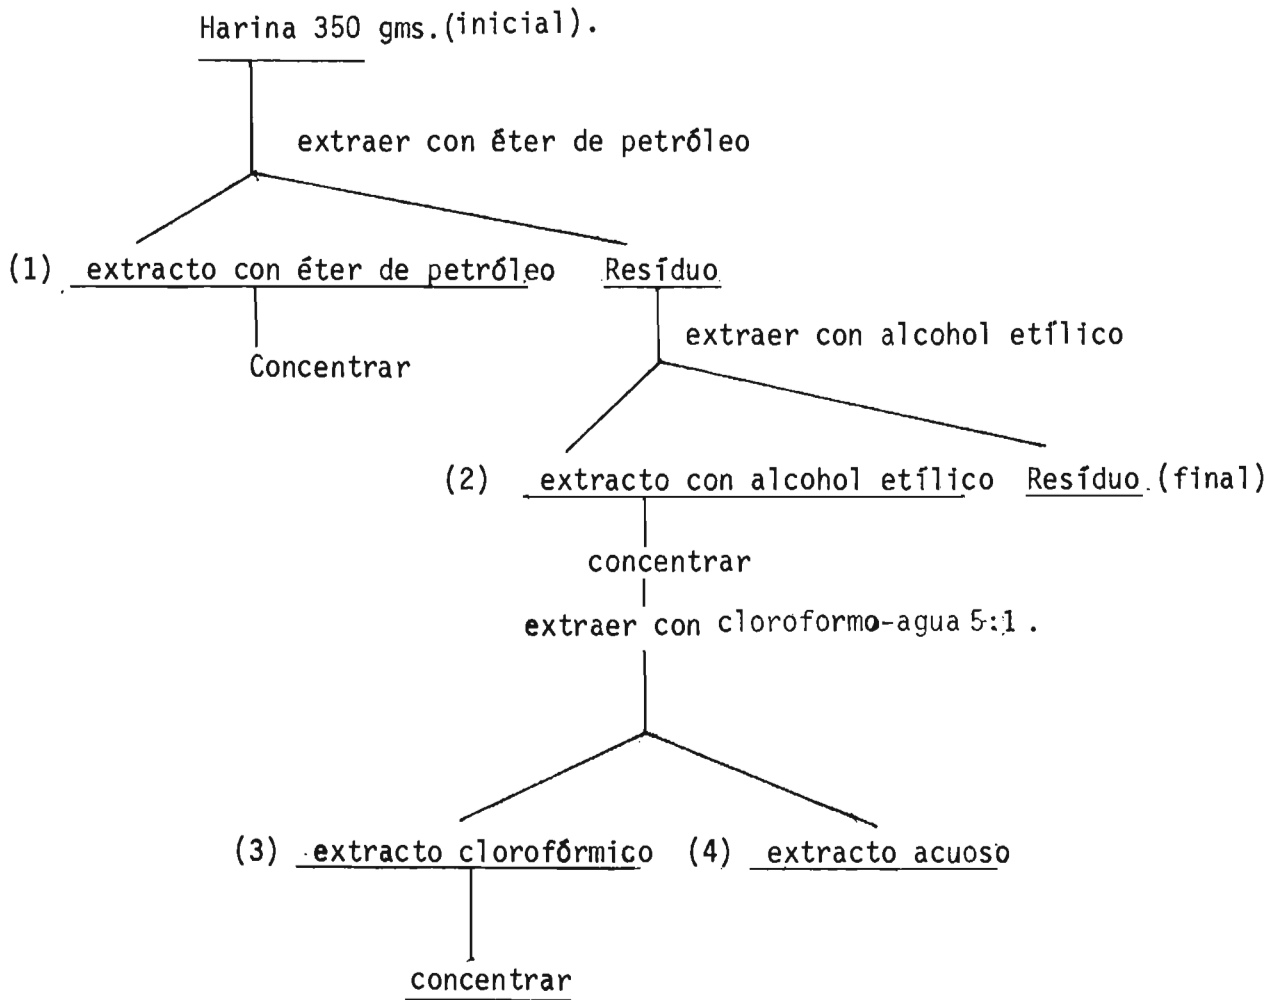 Harina 350 gms.(inicial).
extraer con éter de petróleo
(1) extracto con éter de petróleo Resíduo
extraer con alcohol etílico
Concentrar
(2) extracto con alcohol etílico Resíduo.(final)
concentrar
extraer con cloroformo-agua 5:1.
(3) extracto clorofórmico (4) extracto acuoso
concentrar